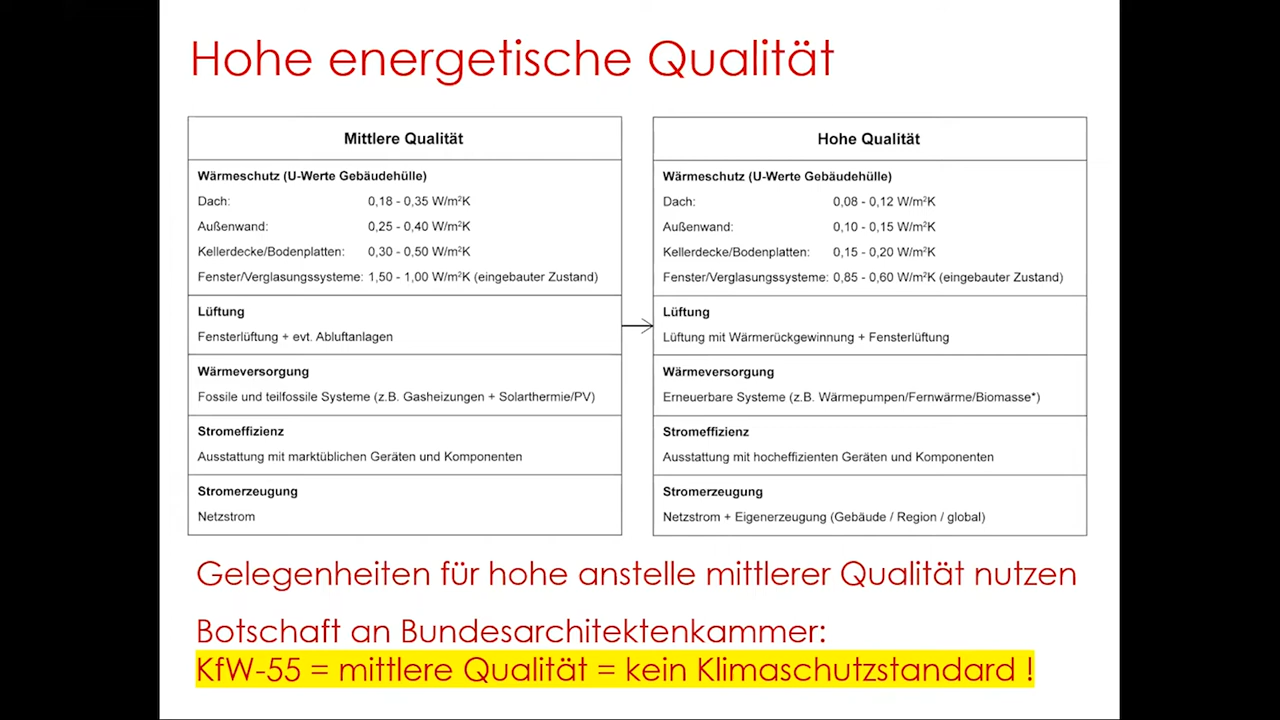 Hohe energetische Qualität
Mittlere Qualität
Wärmeschutz (U-Werte Gebäudehülle)
Dach: 0,18 - 0,35 W/m²K
Außenwand: 0,25 - 0,40 W/m²K
Kellerdecke/Bodenplatten: 0,30 - 0,50 W/m²K
Fenster/Verglasungssysteme: 1,50 - 1,00 W/m²K (eingebauter Zustand)
Lüftung
Fensterlüftung + evt. Abluftanlagen
Wärmeversorgung
Fossile und teilfossile Systeme (z.B. Gasheizungen + Solarthermie/PV)
Stromeffizienz
Ausstattung mit marktüblichen Geräten und Komponenten
Stromerzeugung
Netzstrom
Hohe Qualität
Wärmeschutz (U-Werte Gebäudehülle)
Dach: 0,08 - 0,12 W/m²K
Außenwand: 0,10 - 0,15 W/m²K
Kellerdecke/Bodenplatten: 0,15 - 0,20 W/m²K
Fenster/Verglasungssysteme: 0,85 - 0,60 W/m²K (eingebauter Zustand)
Lüftung
Lüftung mit Wärmerückgewinnung + Fensterlüftung
Wärmeversorgung
Erneuerbare Systeme (z.B. Wärmepumpen/Fernwärme/Biomasse*)
Stromeffizienz
Ausstattung mit hocheffizienten Geräten und Komponenten
Stromerzeugung
Netzstrom + Eigenerzeugung (Gebäude / Region / global)
Gelegenheiten für hohe anstelle mittlerer Qualität nutzen
Botschaft an Bundesarchitektenkammer:
KfW-55 = mittlere Qualität = kein Klimaschutzstandard !